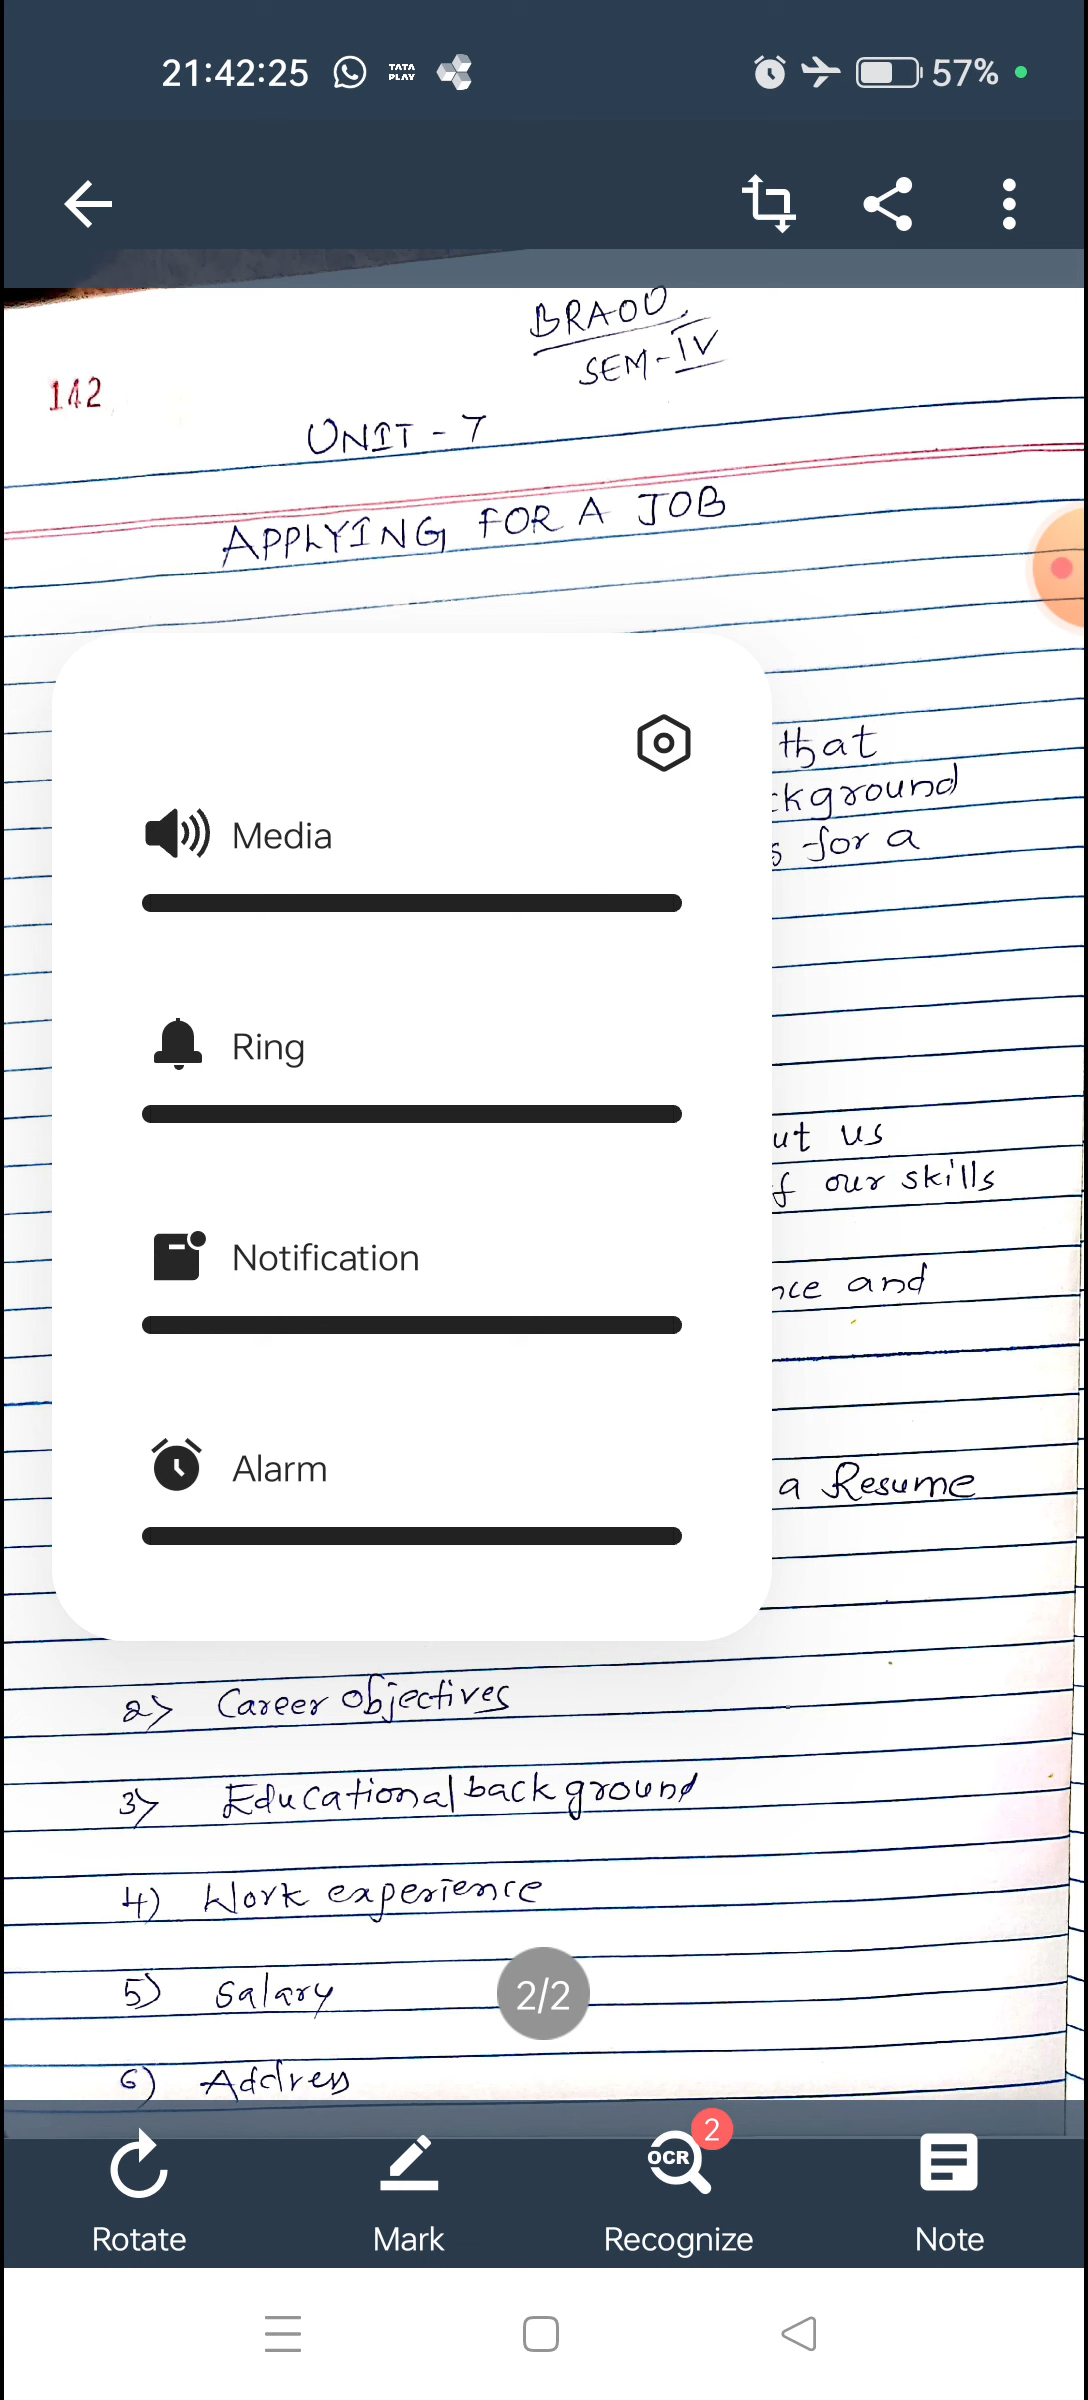 21:42:25 TATA PLAY 57%
BRAOU
SEM-IV
142
UNIT - 7
APPLYING FOR A JOB
that
kground
for a
Media
Ring
ut us
our skills
Notification
and
Alarm
a Resume
2) Career objectives
3) Educational background
4) Work experience
5) Salary
2/2
6) Address
2
OCR
Rotate Mark Recognize Note